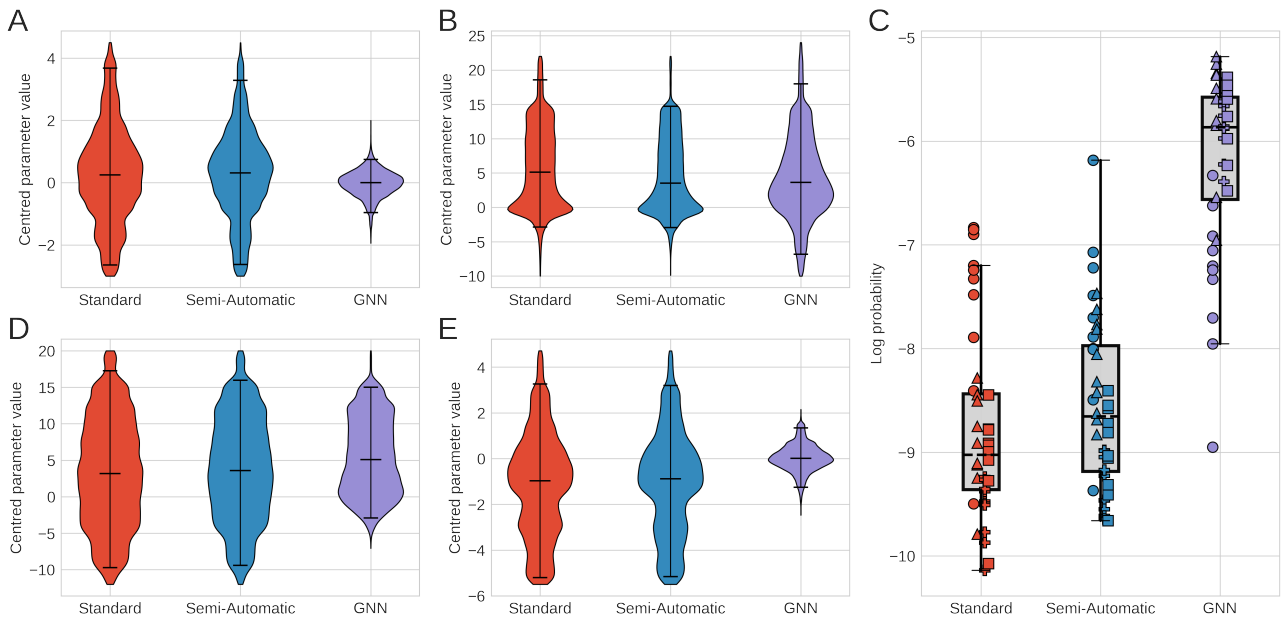 A
Centred parameter value
4
2
0
−2
Standard
Semi-Automatic
GNN
B
Centred parameter value
25
20
15
10
5
0
−5
−10
Standard
Semi-Automatic
GNN
C
Log probability
−5
−6
−7
−8
−9
−10
Standard
Semi-Automatic
GNN
D
Centred parameter value
20
15
10
5
0
−5
−10
Standard
Semi-Automatic
GNN
E
Centred parameter value
4
2
0
−2
−4
−6
Standard
Semi-Automatic
GNN